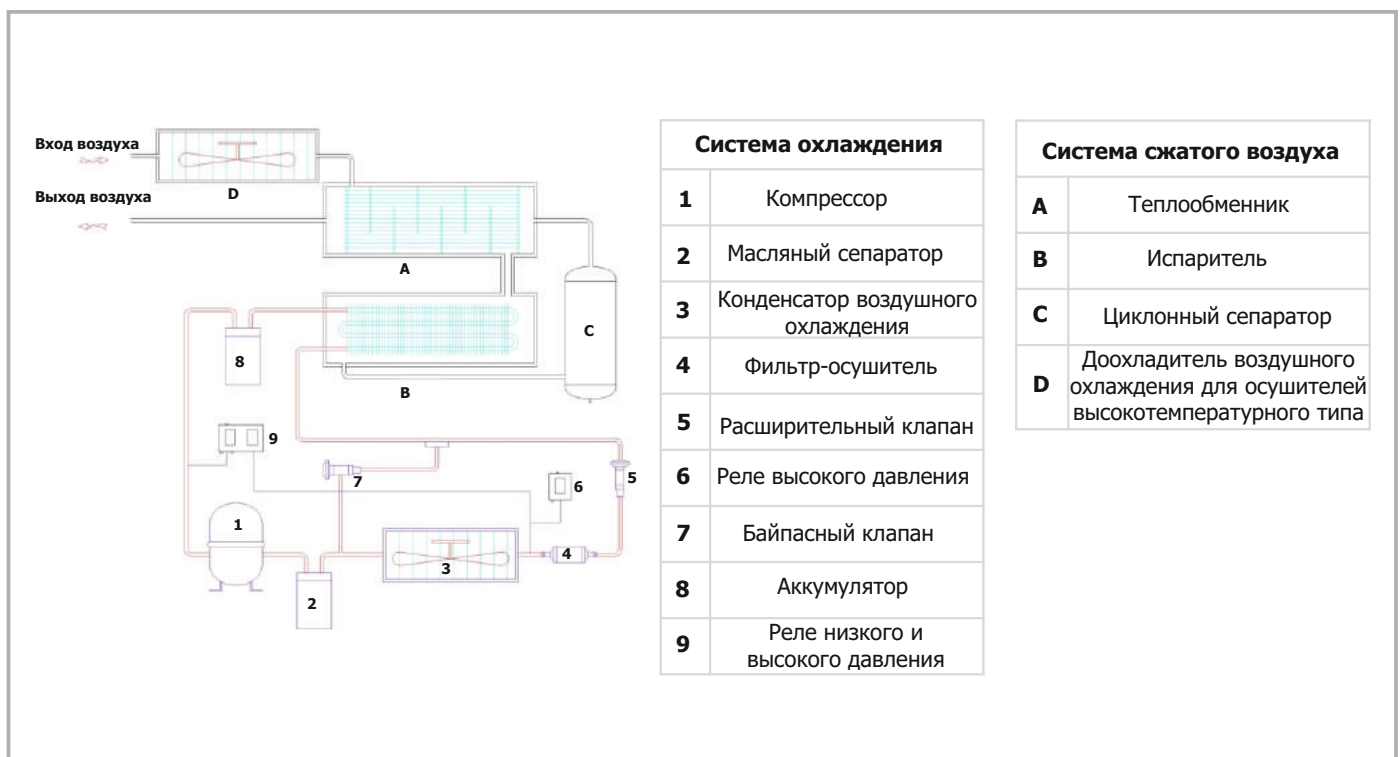 Вход воздуха
D
Выход воздуха
A
C
8
B
9
7
6
5
1
3
4
2
Система охлаждения
1 Компрессор
2 Масляный сепаратор
3 Конденсатор воздушного
охлаждения
4 Фильтр-осушитель
5 Расширительный клапан
6 Реле высокого давления
7 Байпасный клапан
8 Аккумулятор
9 Реле низкого и
высокого давления
Система сжатого воздуха
A Теплообменник
B Испаритель
C Циклонный сепаратор
D Доохладитель воздушного
охлаждения для осушителей
высокотемпературного типа